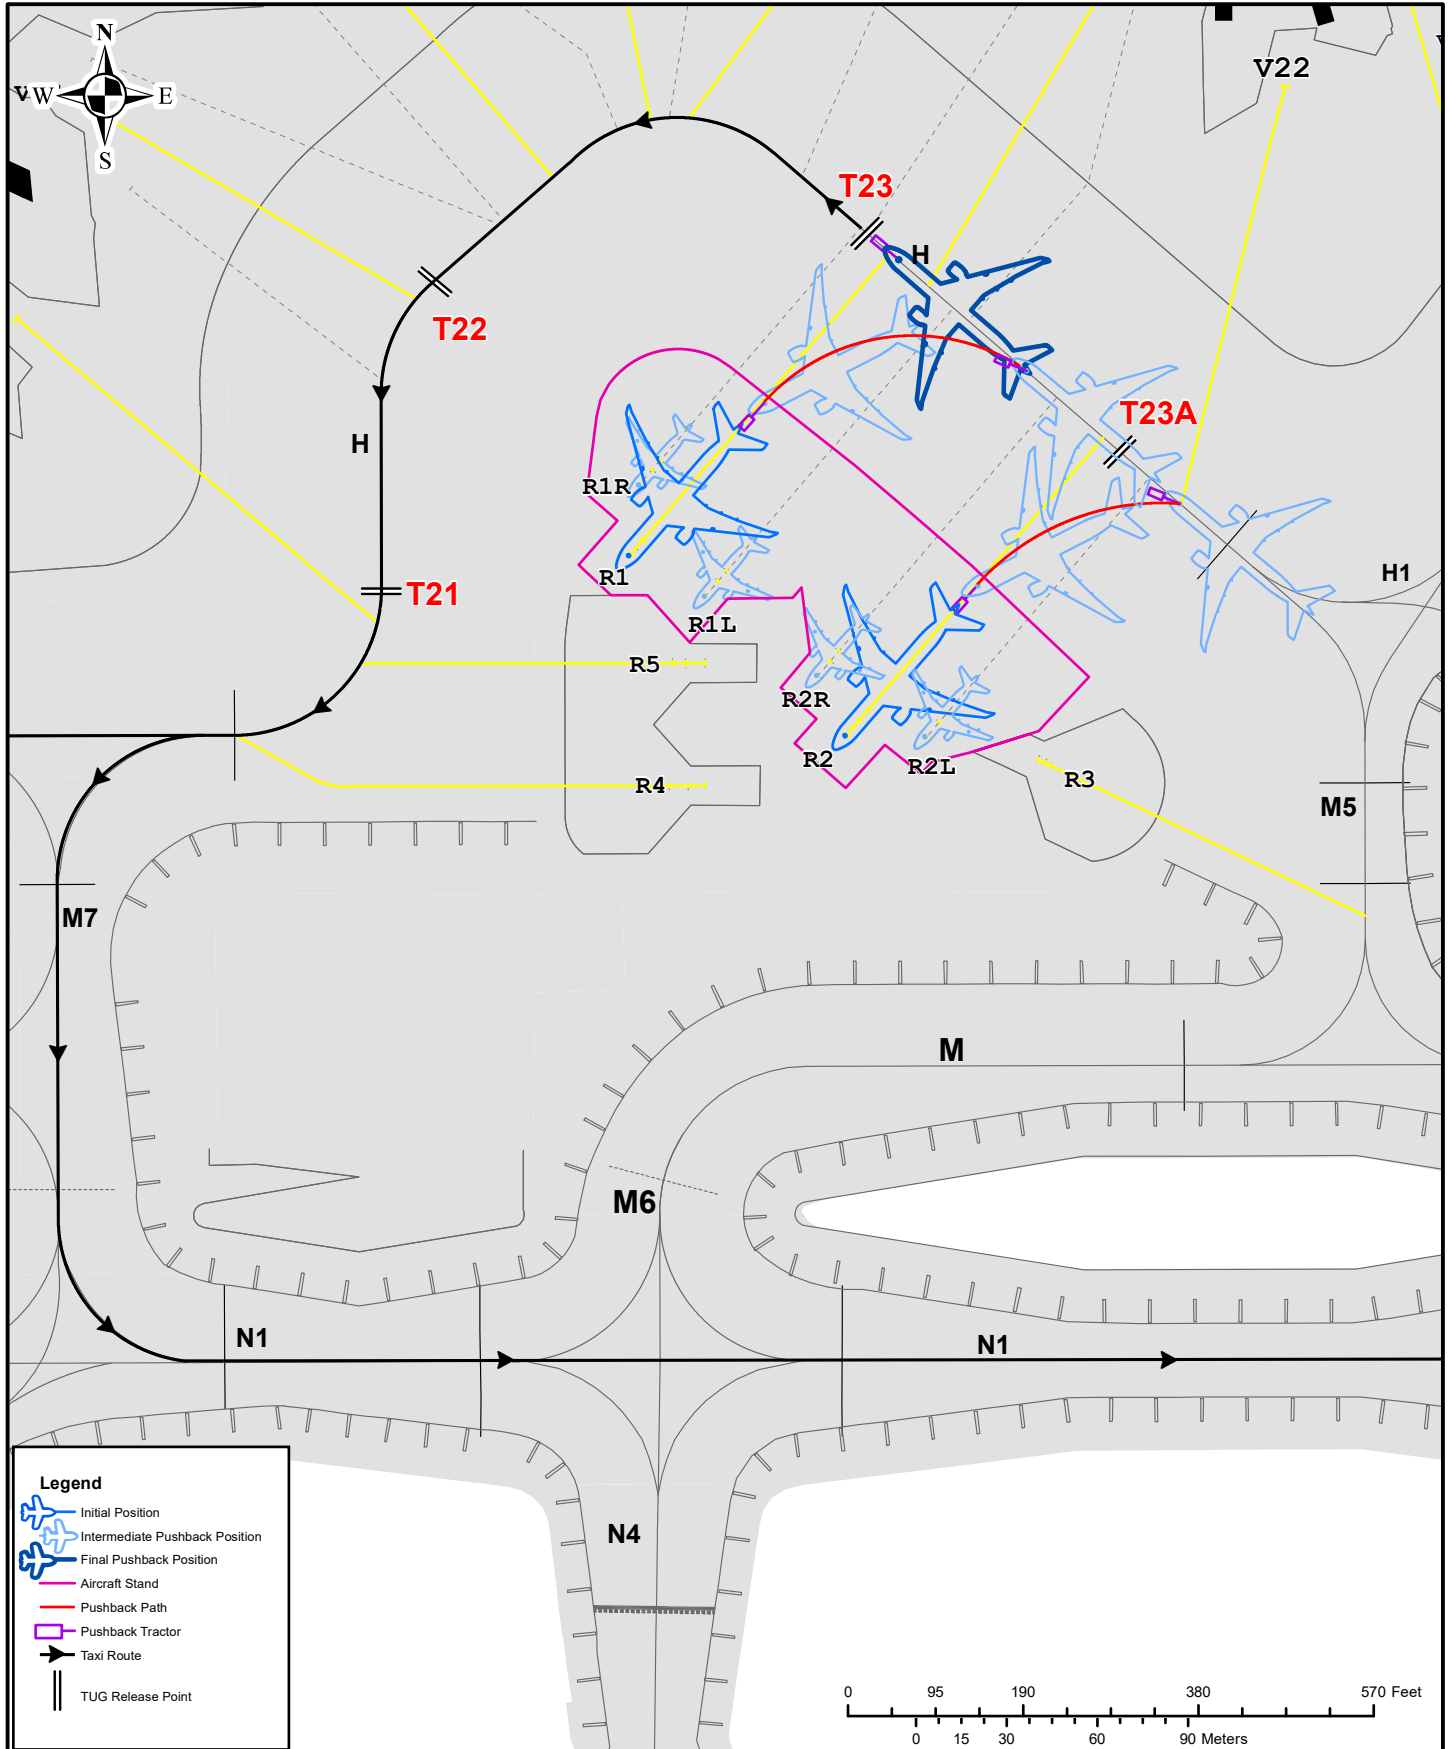 N
V
W
E
S
V22
T23
H
T22
T23A
H
R1R
R1
R1L
H1
T21
R5
R2R
R2
R2L
R4
R3
M5
M7
M
M6
N1
N1
N4
Legend
Initial Position
Intermediate Pushback Position
Final Pushback Position
Aircraft Stand
Pushback Path
Pushback Tractor
Taxi Route
TUG Release Point
0 95 190 380 570 Feet
0 15 30 60 90 Meters